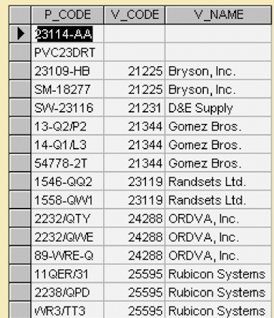 P_CODE V_CODE V_NAME
23114-AA
PVC23DRT
23109-HB 21225 Bryson, Inc.
SM-18277 21225 Bryson, Inc.
SW-23116 21231 D&E Supply
13-Q2/P2 21344 Gomez Bros.
14-Q1/L3 21344 Gomez Bros.
54778-2T 21344 Gomez Bros.
1546-QQ2 23119 Randsets Ltd.
1558-QW1 23119 Randsets Ltd.
2232/QTY 24288 ORDVA, Inc.
2232/QWE 24288 ORDVA, Inc.
89-WRE-Q 24288 ORDVA, Inc.
11QER/31 25595 Rubicon Systems
2238/QPD 25595 Rubicon Systems
WR3/TT3 25595 Rubicon Systems